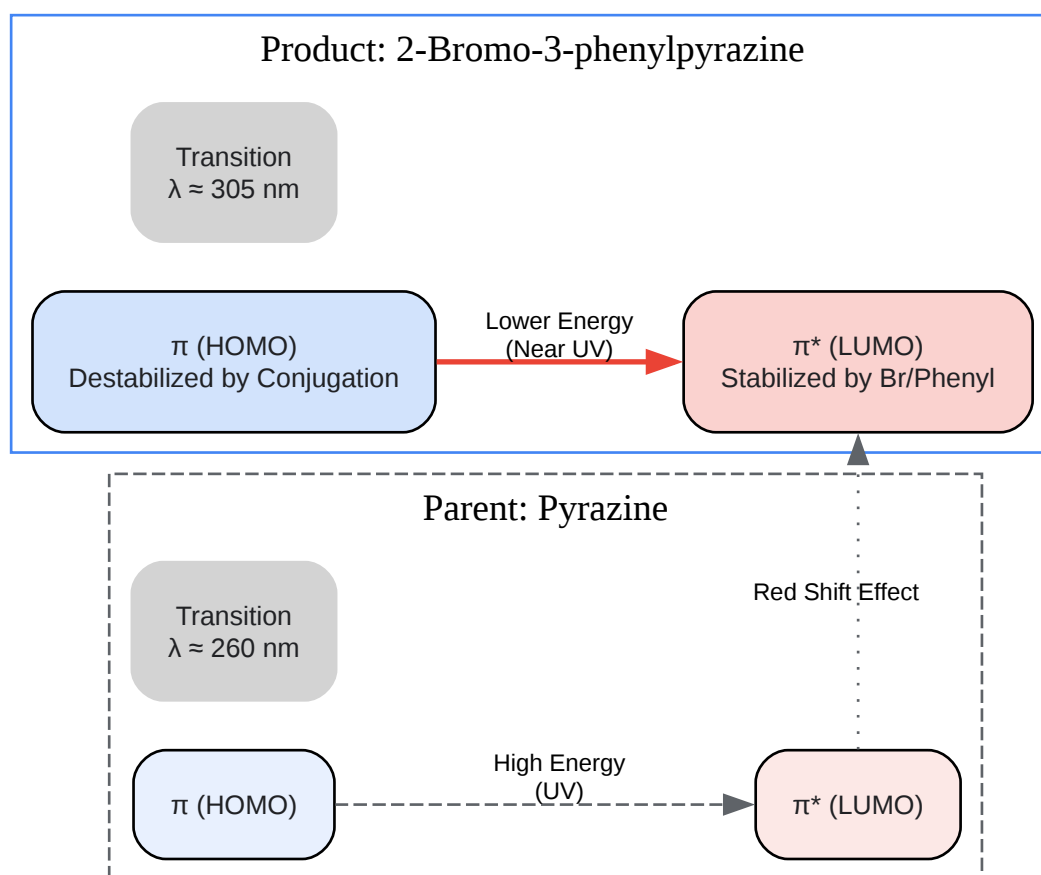 Product: 2-Bromo-3-phenylpyrazine
Transition
λ ≈ 305 nm
π (HOMO)
Destabilized by Conjugation
Lower Energy
(Near UV)
π* (LUMO)
Stabilized by Br/Phenyl
Parent: Pyrazine
Transition
λ ≈ 260 nm
Red Shift Effect
π (HOMO)
High Energy
(UV)
π* (LUMO)